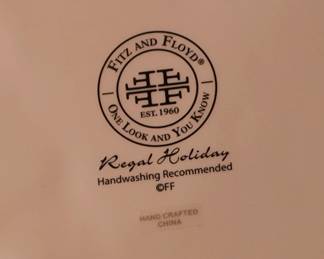 FITZ AND FLOYD®
EST. 1960
ONE LOOK AND YOU KNOW
Regal Holiday
Handwashing Recommended
©FF
HAND CRAFTED
CHINA